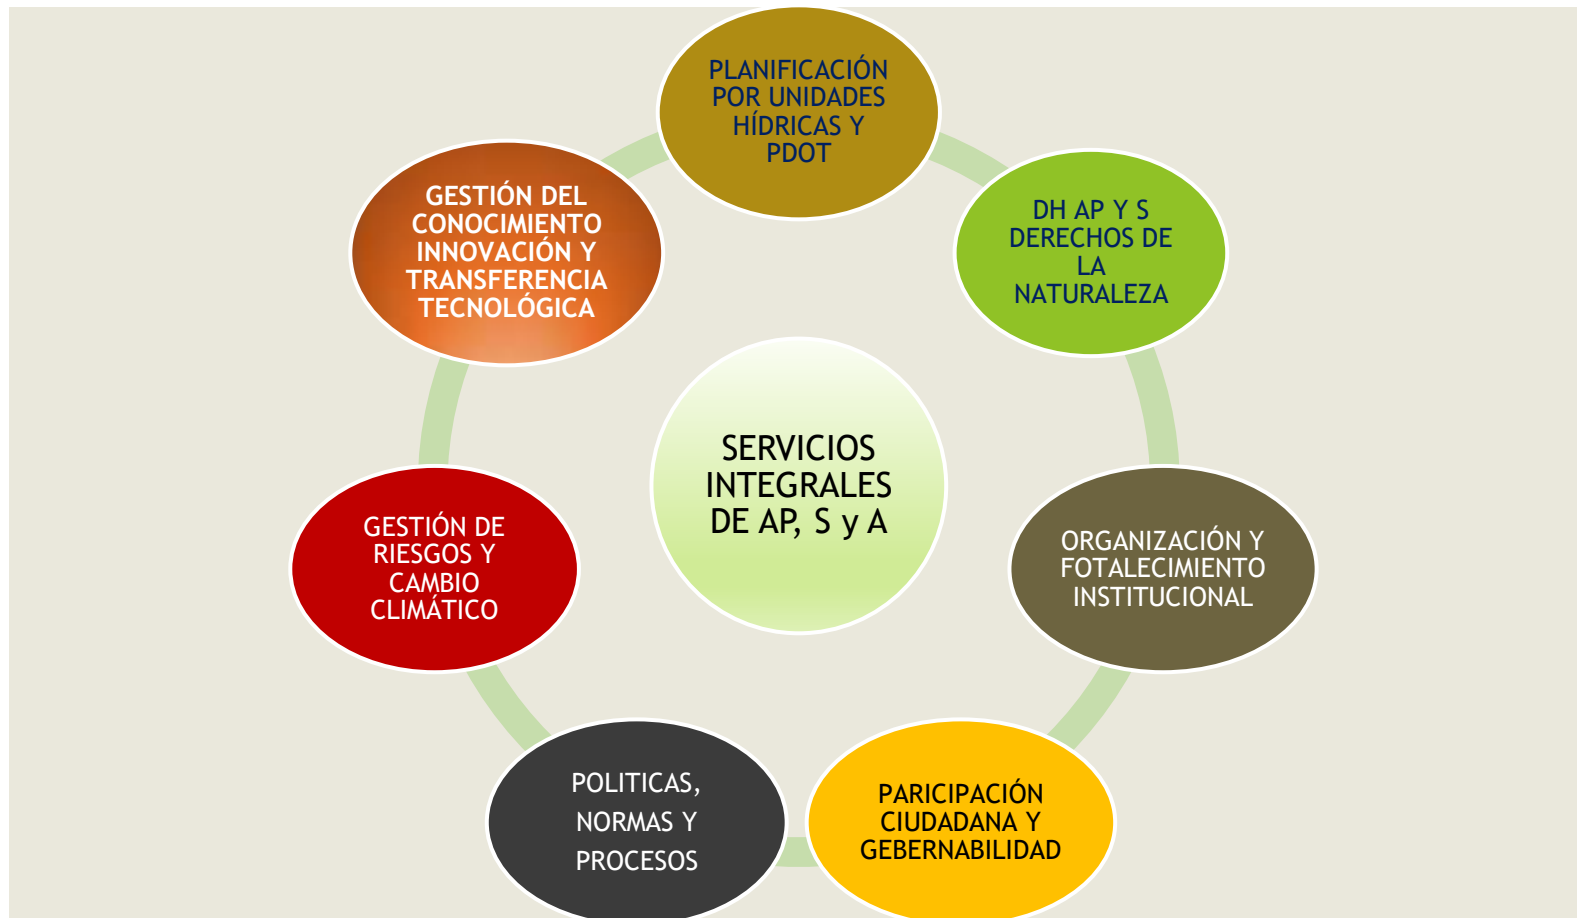 PLANIFICACIÓN
POR UNIDADES
HÍDRICAS Y
PDOT
DH AP Y S
DERECHOS DE
LA
NATURALEZA
ORGANIZACIÓN Y
FOTALECIMIENTO
INSTITUCIONAL
PARICIPACIÓN
CIUDADANA Y
GEBERNABILIDAD
POLITICAS,
NORMAS Y
PROCESOS
GESTIÓN DE
RIESGOS Y
CAMBIO
CLIMÁTICO
GESTIÓN DEL
CONOCIMIENTO
INNOVACIÓN Y
TRANSFERENCIA
TECNOLÓGICA
SERVICIOS
INTEGRALES
DE AP, S y A